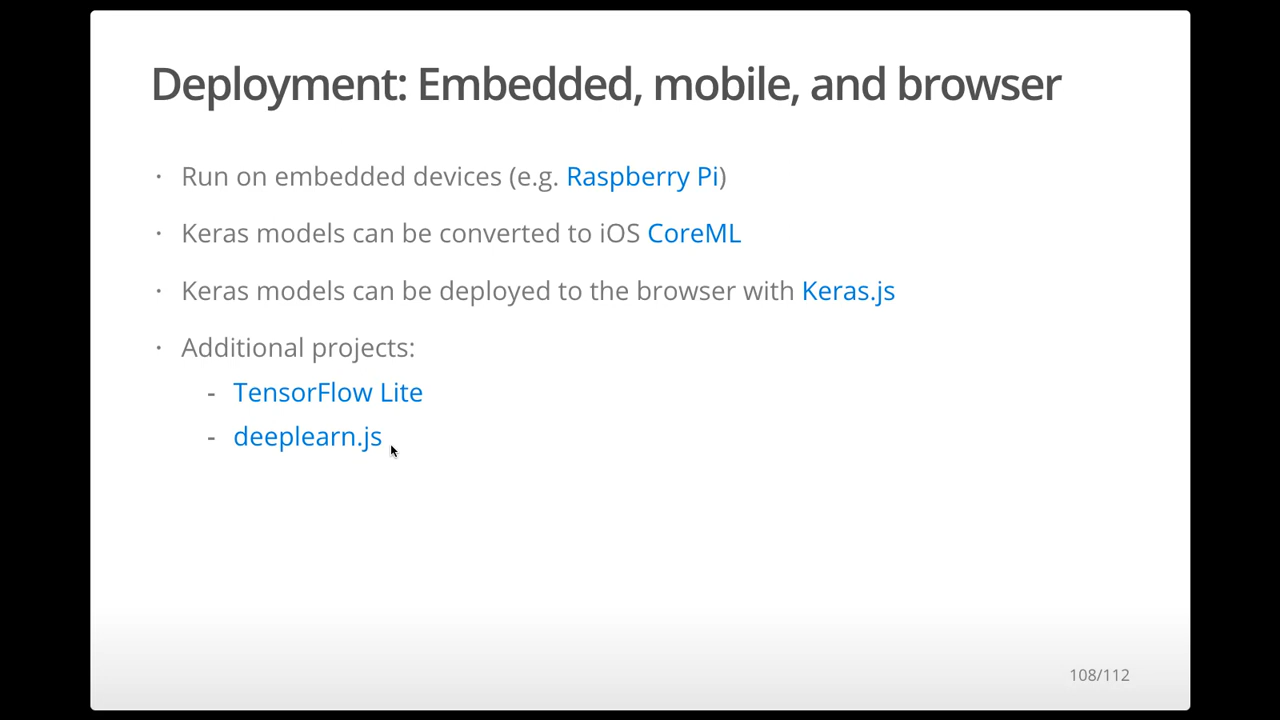 Deployment: Embedded, mobile, and browser
· Run on embedded devices (e.g. Raspberry Pi)
· Keras models can be converted to iOS CoreML
· Keras models can be deployed to the browser with Keras.js
· Additional projects:
- TensorFlow Lite
- deeplearn.js
108/112